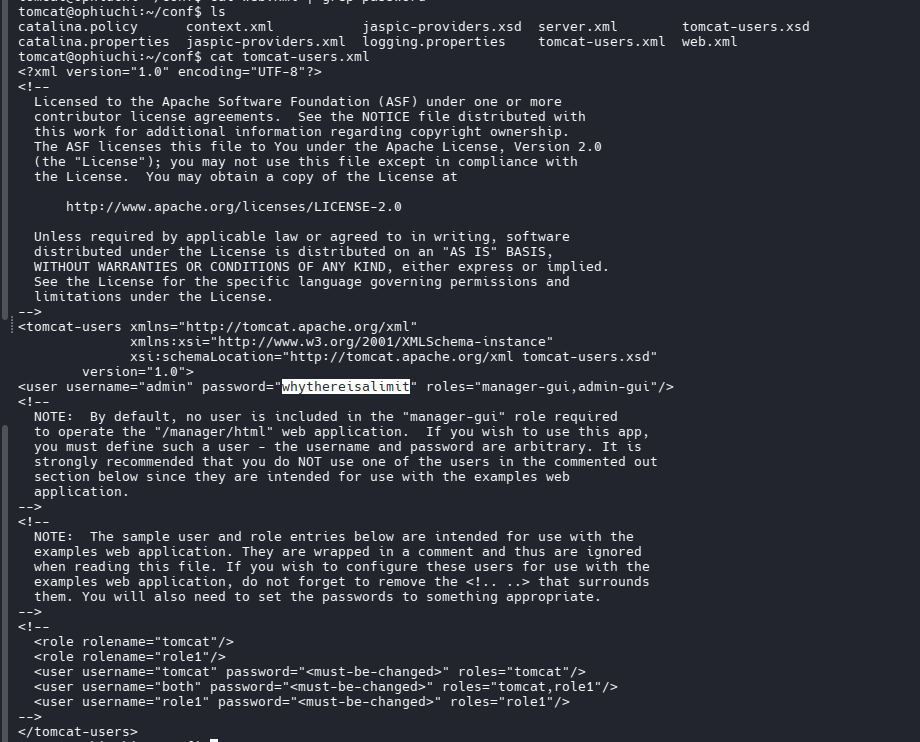 tomcat@ophiuchi:~/conf$ cat web.xml | grep password
tomcat@ophiuchi:~/conf$ ls
catalina.policy      context.xml           jaspic-providers.xsd  server.xml        tomcat-users.xsd
catalina.properties  jaspic-providers.xml  logging.properties    tomcat-users.xml  web.xml
tomcat@ophiuchi:~/conf$ cat tomcat-users.xml
<?xml version="1.0" encoding="UTF-8"?>
<!--
  Licensed to the Apache Software Foundation (ASF) under one or more
  contributor license agreements.  See the NOTICE file distributed with
  this work for additional information regarding copyright ownership.
  The ASF licenses this file to You under the Apache License, Version 2.0
  (the "License"); you may not use this file except in compliance with
  the License.  You may obtain a copy of the License at

      http://www.apache.org/licenses/LICENSE-2.0

  Unless required by applicable law or agreed to in writing, software
  distributed under the License is distributed on an "AS IS" BASIS,
  WITHOUT WARRANTIES OR CONDITIONS OF ANY KIND, either express or implied.
  See the License for the specific language governing permissions and
  limitations under the License.
-->
<tomcat-users xmlns="http://tomcat.apache.org/xml"
              xmlns:xsi="http://www.w3.org/2001/XMLSchema-instance"
              xsi:schemaLocation="http://tomcat.apache.org/xml tomcat-users.xsd"
        version="1.0">
<user username="admin" password="whythereisalimit" roles="manager-gui,admin-gui"/>
<!--
  NOTE:  By default, no user is included in the "manager-gui" role required
  to operate the "/manager/html" web application.  If you wish to use this app,
  you must define such a user - the username and password are arbitrary. It is
  strongly recommended that you do NOT use one of the users in the commented out
  section below since they are intended for use with the examples web
  application.
-->
<!--
  NOTE:  The sample user and role entries below are intended for use with the
  examples web application. They are wrapped in a comment and thus are ignored
  when reading this file. If you wish to configure these users for use with the
  examples web application, do not forget to remove the <!.. ..> that surrounds
  them. You will also need to set the passwords to something appropriate.
-->
<!--
  <role rolename="tomcat"/>
  <role rolename="role1"/>
  <user username="tomcat" password="<must-be-changed>" roles="tomcat"/>
  <user username="both" password="<must-be-changed>" roles="tomcat,role1"/>
  <user username="role1" password="<must-be-changed>" roles="role1"/>
-->
</tomcat-users>